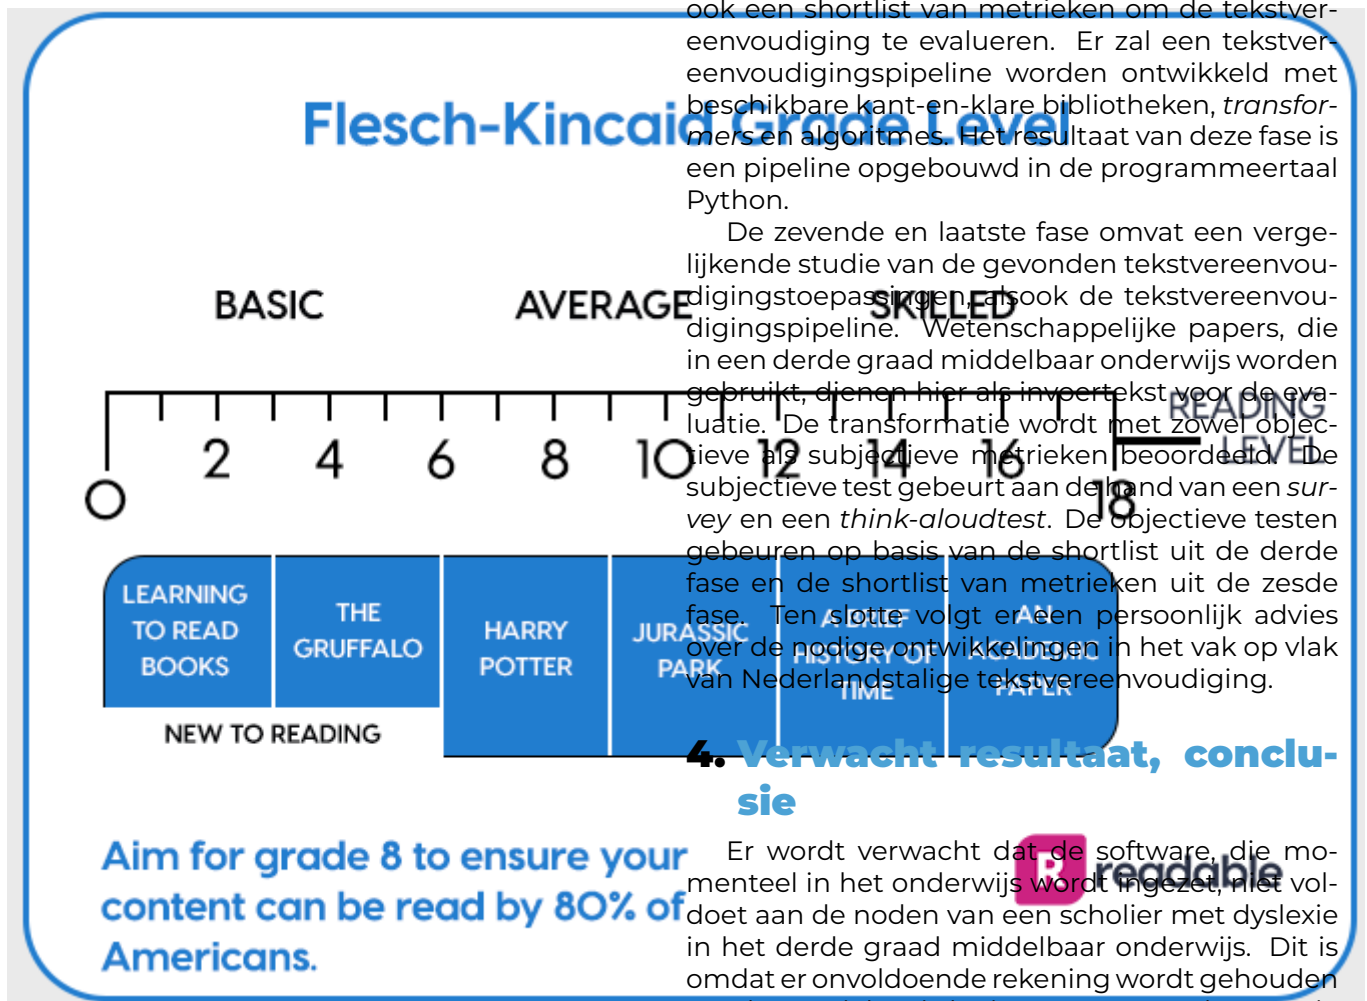 Flesch-Kincaid Grade Level
BASIC AVERAGE SKILLED
READING
LEVEL
0 2 4 6 8 10 12 14 16 18
LEARNING
TO READ
BOOKS
THE
GRUFFALO
HARRY
POTTER
JURASSIC
PARK
A BRIEF
HISTORY OF
TIME
AN
ACADEMIC
PAPER
NEW TO READING
Aim for grade 8 to ensure your
content can be read by 80% of
Americans.
R readable
ook een shortlist van metrieken om de tekstver-
eenvoudiging te evalueren. Er zal een tekstver-
eenvoudigingspipeline worden ontwikkeld met
beschikbare kant-en-klare bibliotheken, transfor-
mers en algoritmes. Het resultaat van deze fase is
een pipeline opgebouwd in de programmeertaal
Python.
De zevende en laatste fase omvat een verge-
lijkende studie van de gevonden tekstvereenvou-
digingstoepassingen, alsook de tekstvereenvou-
digingspipeline. Wetenschappelijke papers, die
in een derde graad middelbaar onderwijs worden
gebruikt, dienen hier als invoertekst voor de eva-
luatie. De transformatie wordt met zowel objec-
tieve als subjectieve metrieken beoordeeld. De
subjectieve test gebeurt aan de hand van een sur-
vey en een think-aloudtest. De objectieve testen
gebeuren op basis van de shortlist uit de derde
fase en de shortlist van metrieken uit de zesde
fase. Ten slotte volgt er een persoonlijk advies
over de nodige ontwikkelingen in het vak op vlak
van Nederlandstalige tekstvereenvoudiging.
4. Verwacht resultaat, conclu-
sie
Er wordt verwacht dat de software, die mo-
menteel in het onderwijs wordt ingezet, niet vol-
doet aan de noden van een scholier met dyslexie
in het derde graad middelbaar onderwijs. Dit is
omdat er onvoldoende rekening wordt gehouden